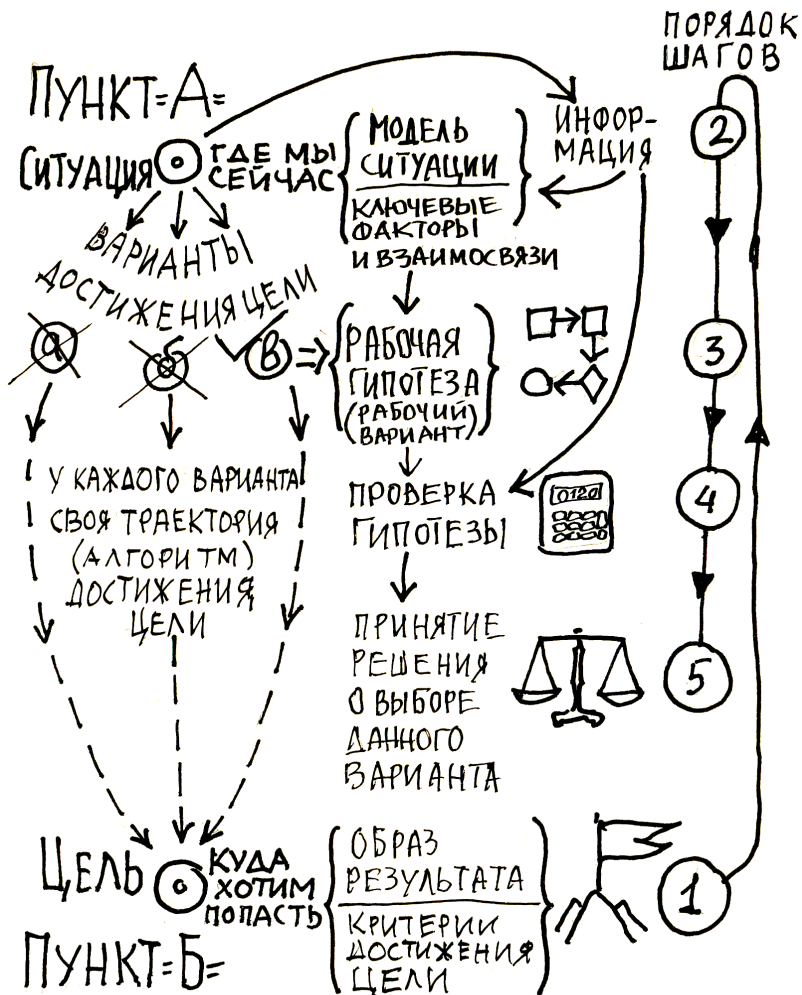 ПОРЯДОК
ШАГОВ
ПУНКТ=А=
СИТУАЦИЯ
ГДЕ МЫ
СЕЙЧАС
МОДЕЛЬ
СИТУАЦИИ
КЛЮЧЕВЫЕ
ФАКТОРЫ
И ВЗАИМОСВЯЗИ
ИНФОР-
МАЦИЯ
2
ВАРИАНТЫ
ДОСТИЖЕНИЯ ЦЕЛИ
а
б
в
РАБОЧАЯ
ГИПОТЕЗА
(РАБОЧИЙ
ВАРИАНТ)
3
У КАЖДОГО ВАРИАНТА
СВОЯ ТРАЕКТОРИЯ
(АЛГОРИТМ)
ДОСТИЖЕНИЯ
ЦЕЛИ
ПРОВЕРКА
ГИПОТЕЗЫ
0120
4
ПРИНЯТИЕ
РЕШЕНИЯ
О ВЫБОРЕ
ДАННОГО
ВАРИАНТА
5
ЦЕЛЬ
КУДА
ХОТИМ
ПОПАСТЬ
ПУНКТ=Б=
ОБРАЗ
РЕЗУЛЬТАТА
КРИТЕРИИ
ДОСТИЖЕНИЯ
ЦЕЛИ
1